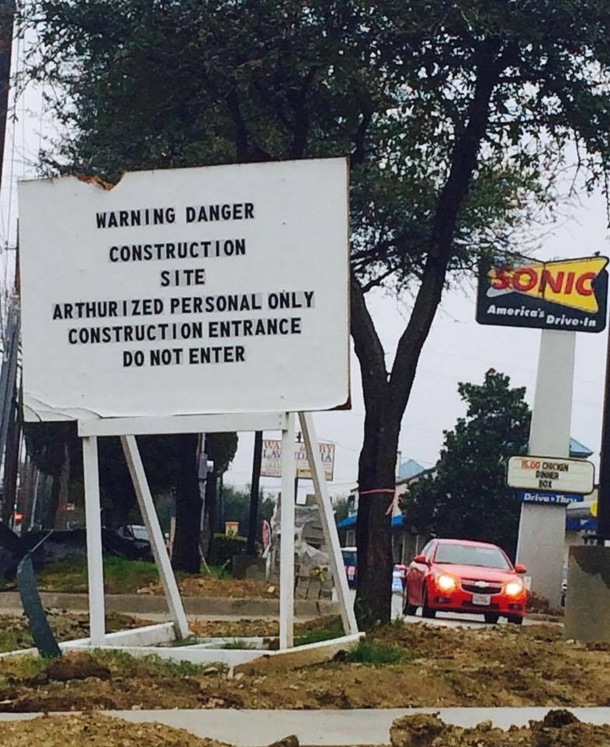 WARNING DANGER
CONSTRUCTION
SITE
ARTHURIZED PERSONAL ONLY
CONSTRUCTION ENTRANCE
DO NOT ENTER
SONIC
America's Drive-In
CHICKEN
DINNER
BOX
Drive-Thru